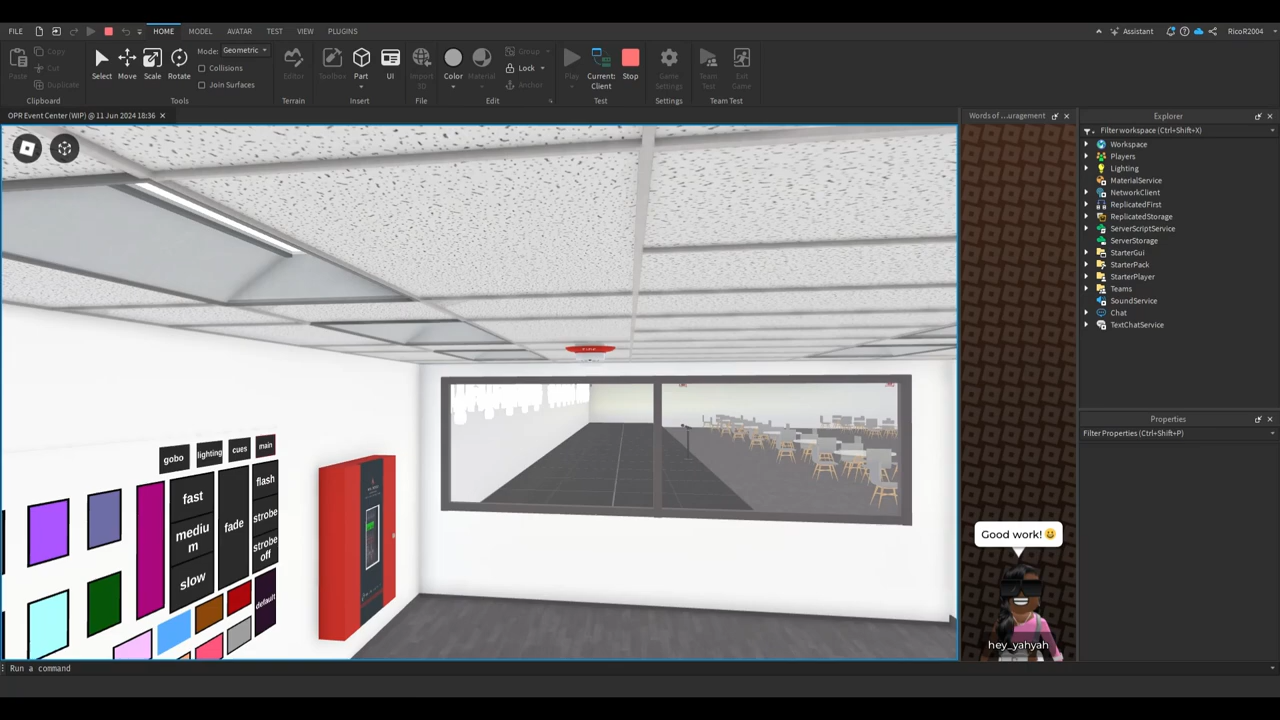 FILE HOME MODEL AVATAR TEST VIEW PLUGINS Assistant RicoR2004
Paste
Copy
Cut
Duplicate
Clipboard
Select Move Scale Rotate
Mode: Geometric
Collisions
Join Surfaces
Tools
Editor
Terrain
Toolbox Part UI
Insert
Import 3D
File
Color Material
Group
Lock
Anchor
Edit
Play Current: Client Stop
Test
Game Settings
Settings
Team Test Exit Game
Team Test
OPR Event Center (WIP) @ 11 Jun 2024 18:36
Words of ...uragement
Explorer
Filter workspace (Ctrl+Shift+X)
Workspace
Players
Lighting
MaterialService
NetworkClient
ReplicatedFirst
ReplicatedStorage
ServerScriptService
ServerStorage
StarterGui
StarterPack
StarterPlayer
Teams
SoundService
Chat
TextChatService
Properties
Filter Properties (Ctrl+Shift+P)
gobo lighting cues main
fast
mediu
m
slow
fade
flash
strobe
strobe
off
default
Good work! 😀
hey_yahyah
Run a command